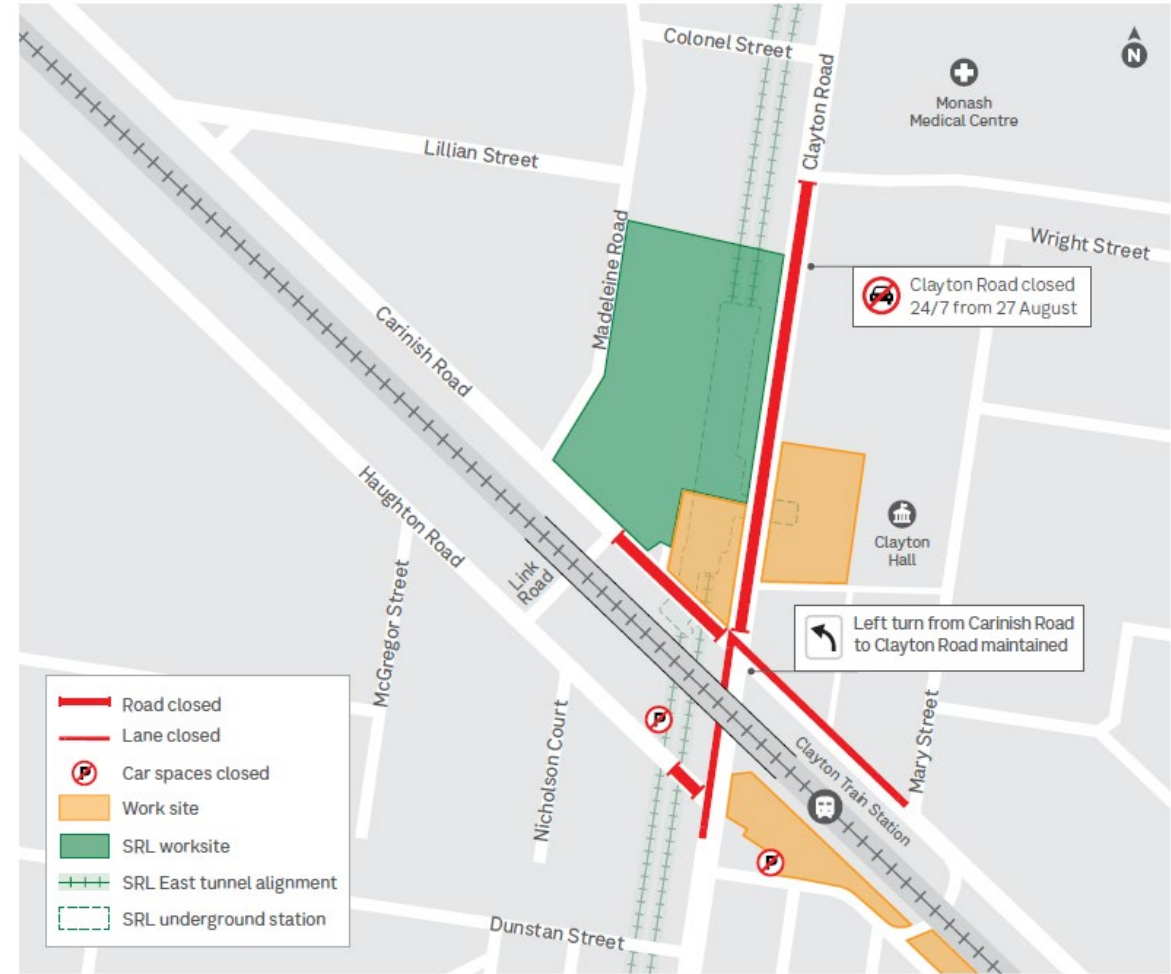 Colonel Street
Clayton Road
N
Monash
Medical Centre
Lillian Street
Wright Street
Madeleine Road
Clayton Road closed
24/7 from 27 August
Carinish Road
Haughton Road
Clayton
Hall
Link
Road
McGregor Street
Left turn from Carinish Road
to Clayton Road maintained
Nicholson Court
P
Mary Street
Clayton Train Station
P
Dunstan Street
Road closed
Lane closed
P
Car spaces closed
Work site
SRL worksite
SRL East tunnel alignment
SRL underground station